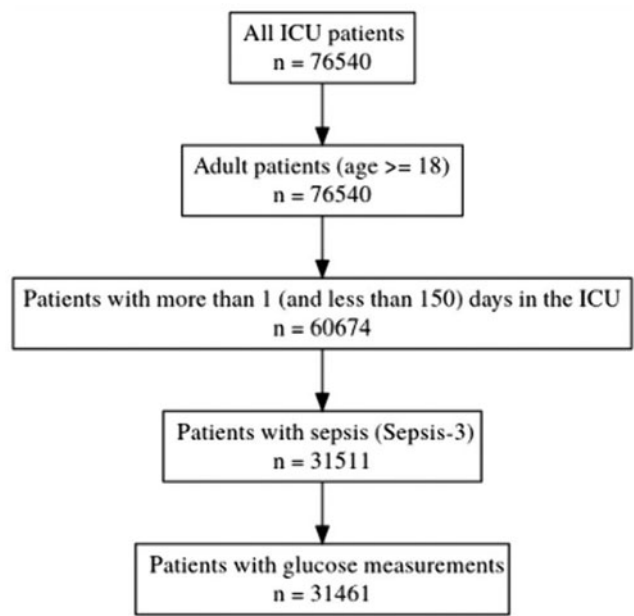 All ICU patients
n = 76540
Adult patients (age >= 18)
n = 76540
Patients with more than 1 (and less than 150) days in the ICU
n = 60674
Patients with sepsis (Sepsis-3)
n = 31511
Patients with glucose measurements
n = 31461